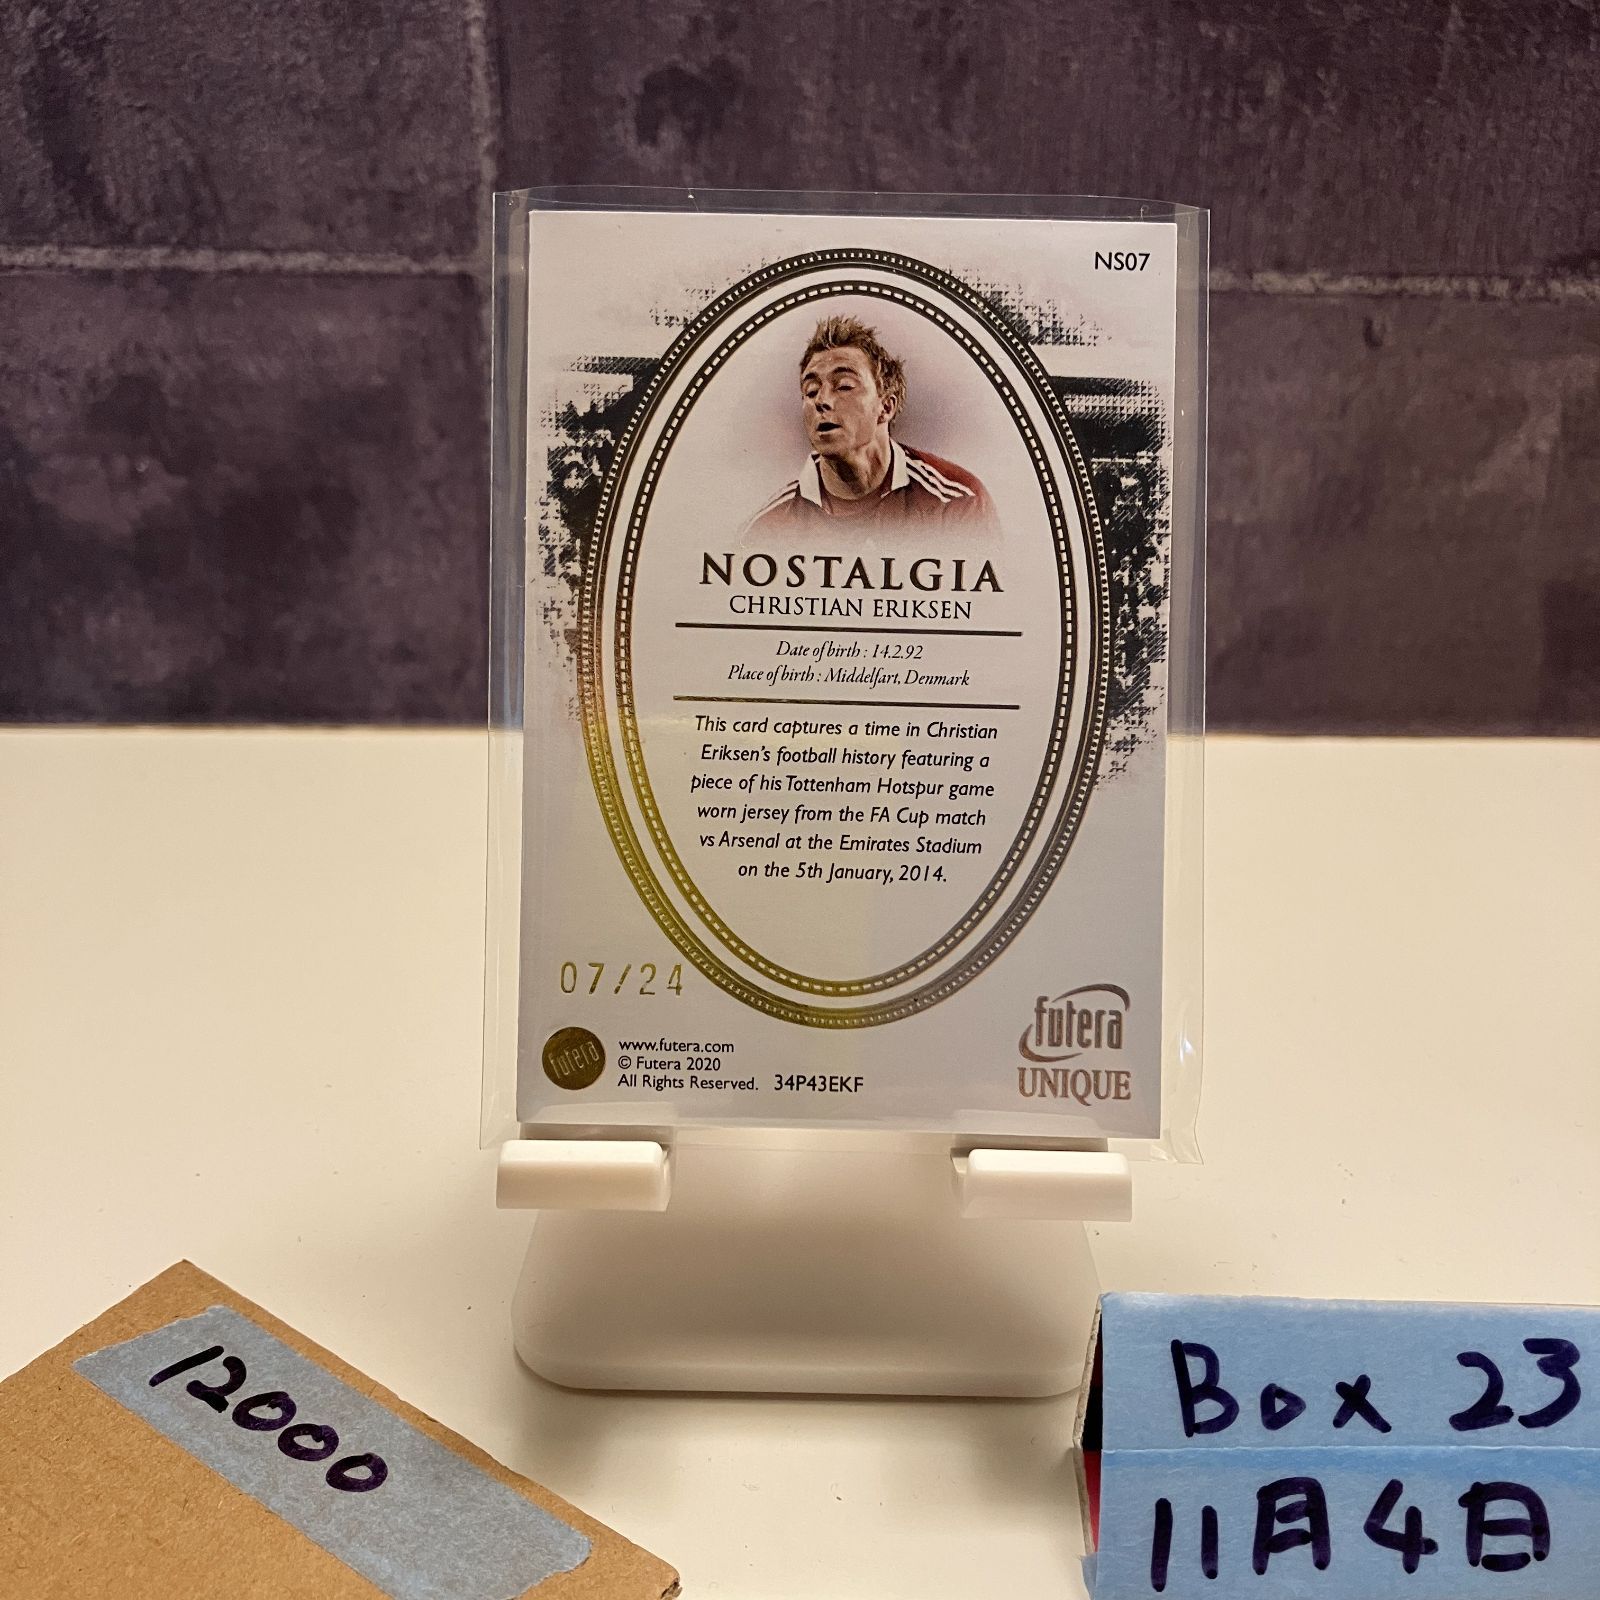 NS07
NOSTALGIA
CHRISTIAN ERIKSEN
Date of birth : 14.2.92
Place of birth : Middelfart, Denmark
This card captures a time in Christian
Eriksen's football history featuring a
piece of his Tottenham Hotspur game
worn jersey from the FA Cup match
vs Arsenal at the Emirates Stadium
on the 5th January, 2014.
07/24
futera
www.futera.com
© Futera 2020
All Rights Reserved. 34P43EKF
futera
UNIQUE
12000
Box 23
11月4日